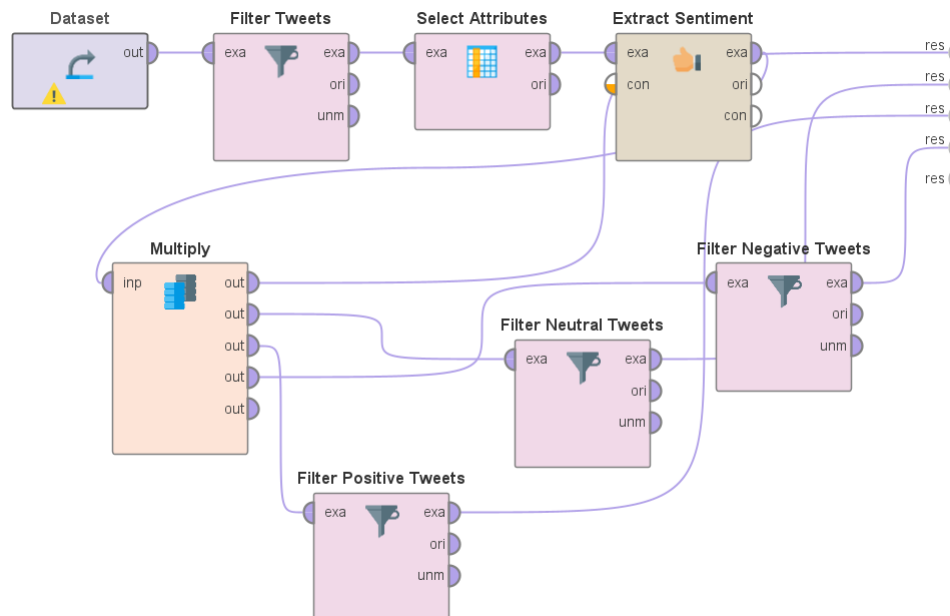 Dataset
out
Filter Tweets
exa
exa
ori
unm
Select Attributes
exa
exa
ori
Extract Sentiment
exa
exa
con
ori
con
res
res
res
res
res
Multiply
inp
out
out
out
out
out
Filter Negative Tweets
exa
exa
ori
unm
Filter Neutral Tweets
exa
exa
ori
unm
Filter Positive Tweets
exa
exa
ori
unm